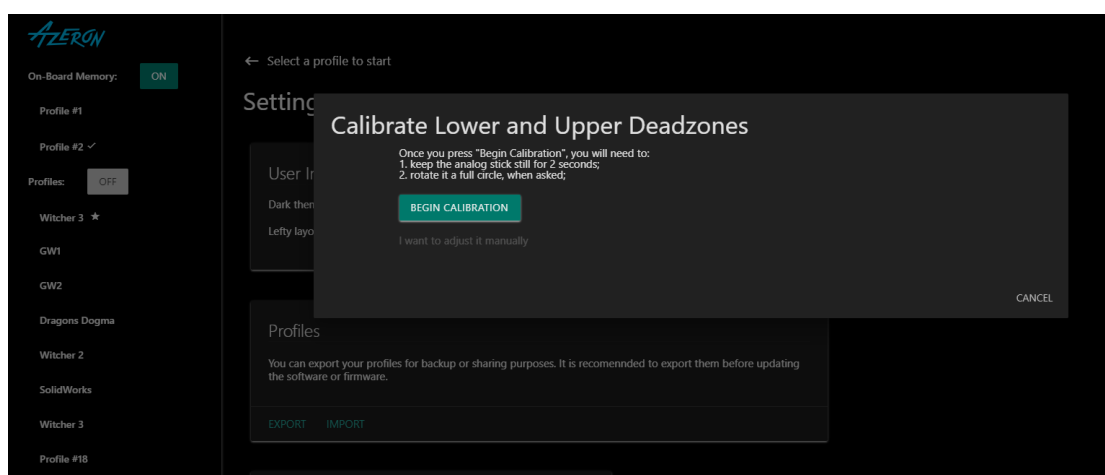 AZERON
On-Board Memory: ON
Profile #1
Profile #2
Profiles: OFF
Witcher 3
GW1
GW2
Dragons Dogma
Witcher 2
SolidWorks
Witcher 3
Profile #18
← Select a profile to start
Setting
User In
Dark then
Lefty layo
Calibrate Lower and Upper Deadzones
Once you press "Begin Calibration", you will need to:
1. keep the analog stick still for 2 seconds;
2. rotate it a full circle, when asked;
BEGIN CALIBRATION
I want to adjust it manually
CANCEL
Profiles
You can export your profiles for backup or sharing purposes. It is recomennded to export them before updating
the software or firmware.
EXPORT IMPORT